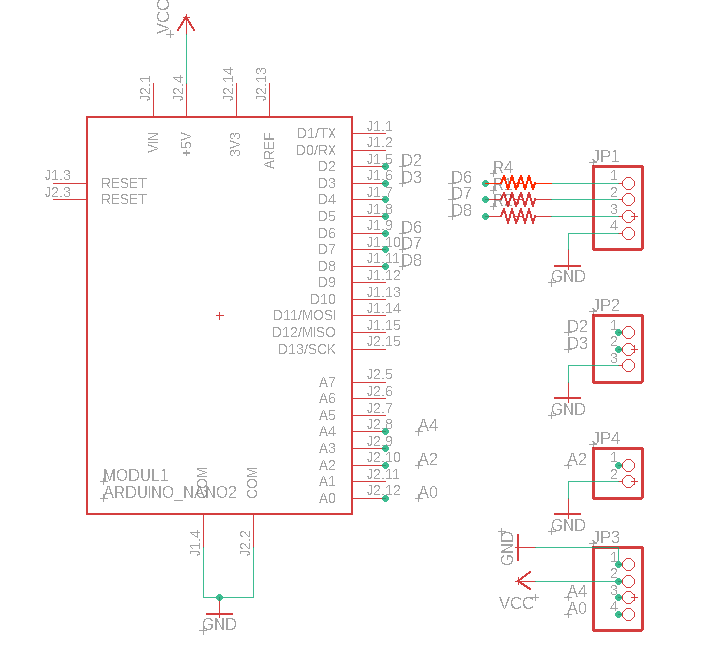 VCC
J2.1
J2.4
J2.14
J2.13
VIN
+5V
3V3
AREF
J1.3
RESET
J2.3
RESET
D1/TX J1.1
D0/RX J1.2
D2 J1.5 D2
D3 J1.6 D3
D4 J1.7
D5 J1.8
D6 J1.9 D6
D7 J1.10 D7
D8 J1.11 D8
D9 J1.12
D10 J1.13
D11/MOSI J1.14
D12/MISO J1.15
D13/SCK J2.15
A7 J2.5
A6 J2.6
A5 J2.7
A4 J2.8 A4
A3 J2.9
A2 J2.10 A2
A1 J2.11
A0 J2.12 A0
MODUL1
ARDUINO_NANO2
COM
COM
J1.4
J2.2
GND
R4
D6
D7
D8
JP1
1
2
3
4
GND
JP2
D2 1
D3 2
3
GND
JP4
A2 1
2
GND
JP3
GND
1
VCC
2
A4 3
A0 4